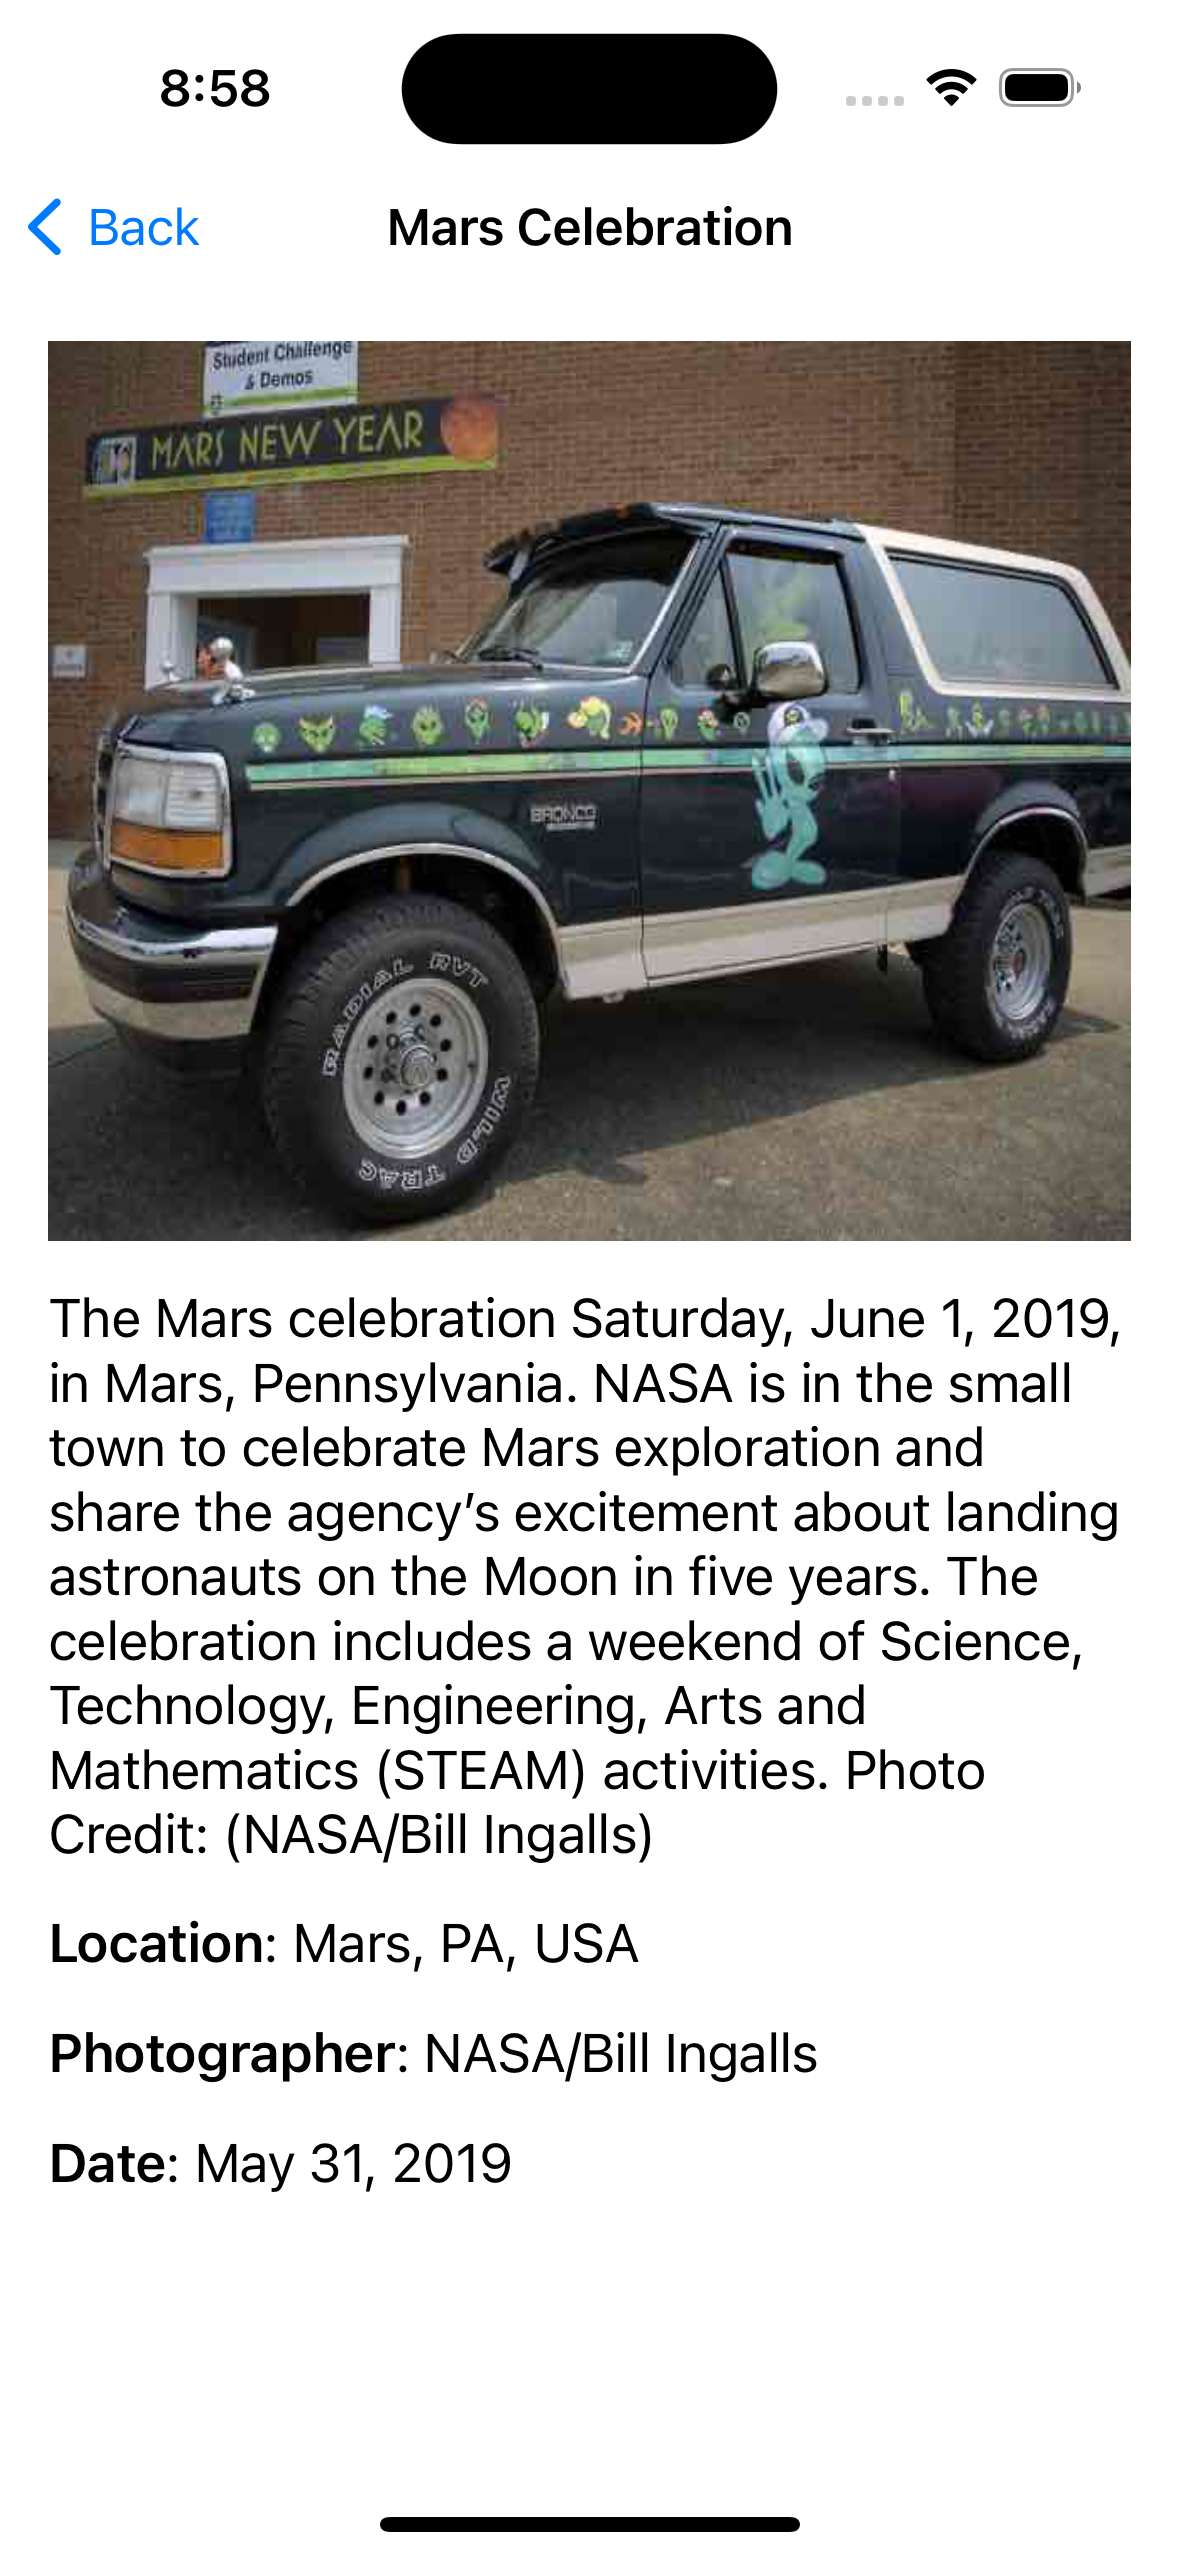 8:58
Back
Mars Celebration
Student Challenge
& Demos
MARS NEW YEAR
BRONCO
RADIAL RVT
WILD TRAC
The Mars celebration Saturday, June 1, 2019,
in Mars, Pennsylvania. NASA is in the small
town to celebrate Mars exploration and
share the agency’s excitement about landing
astronauts on the Moon in five years. The
celebration includes a weekend of Science,
Technology, Engineering, Arts and
Mathematics (STEAM) activities. Photo
Credit: (NASA/Bill Ingalls)
Location: Mars, PA, USA
Photographer: NASA/Bill Ingalls
Date: May 31, 2019